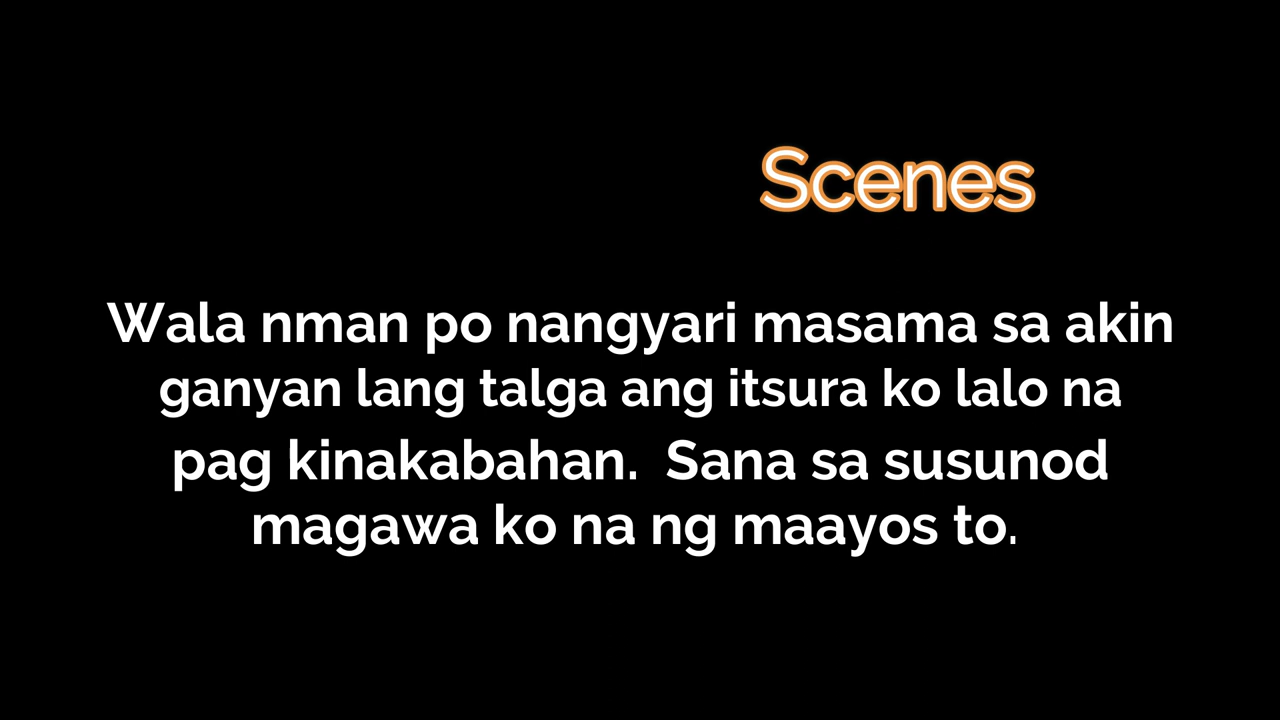 Scenes
Wala nman po nangyari masama sa akin
ganyan lang talga ang itsura ko lalo na
pag kinakabahan.  Sana sa susunod
magawa ko na ng maayos to.